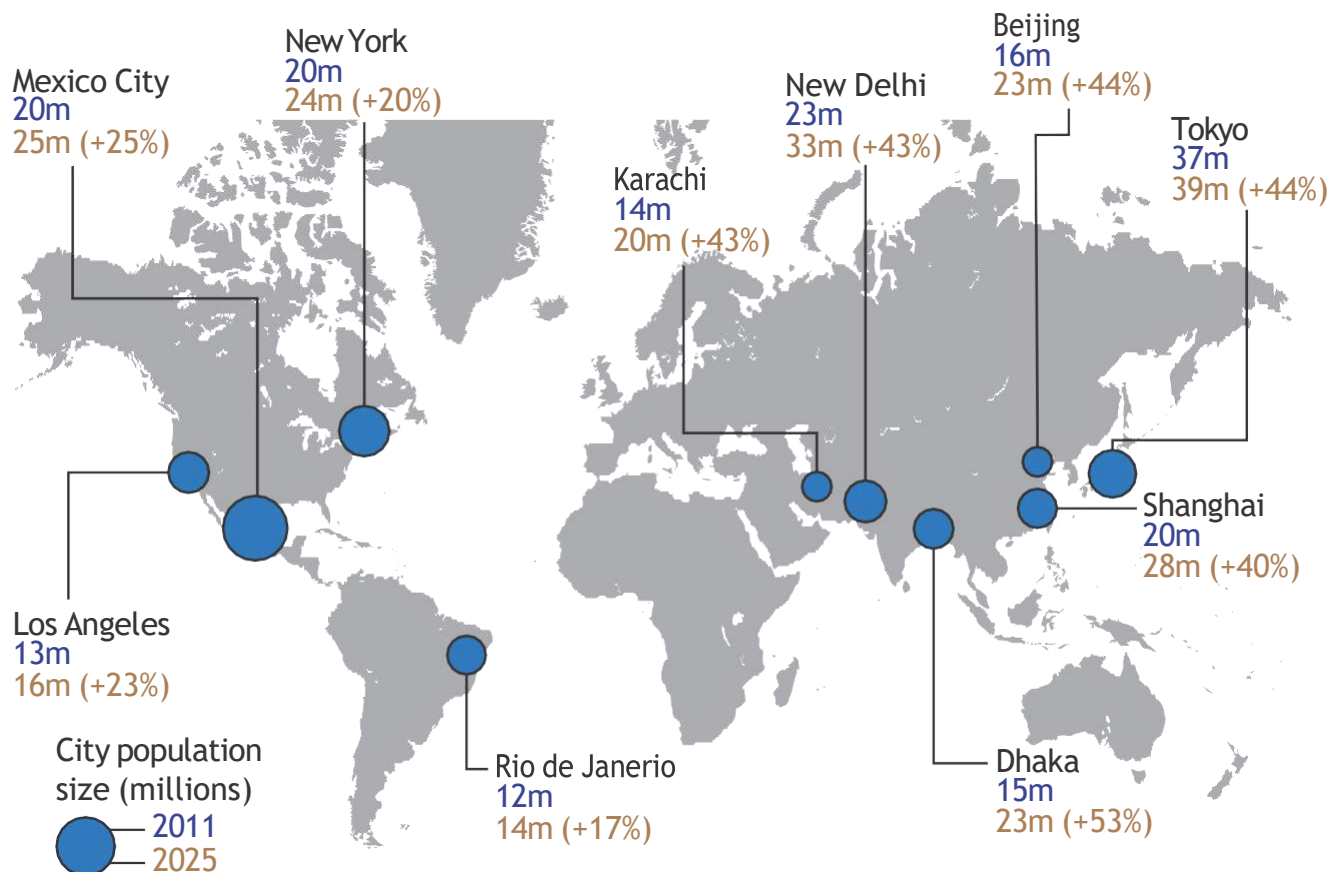 New York
20m
24m (+20%)
Mexico City
20m
25m (+25%)
Beijing
16m
23m (+44%)
New Delhi
23m
33m (+43%)
Tokyo
37m
39m (+44%)
Karachi
14m
20m (+43%)
Shanghai
20m
28m (+40%)
Los Angeles
13m
16m (+23%)
Rio de Janerio
12m
14m (+17%)
Dhaka
15m
23m (+53%)
City population
size (millions)
2011
2025